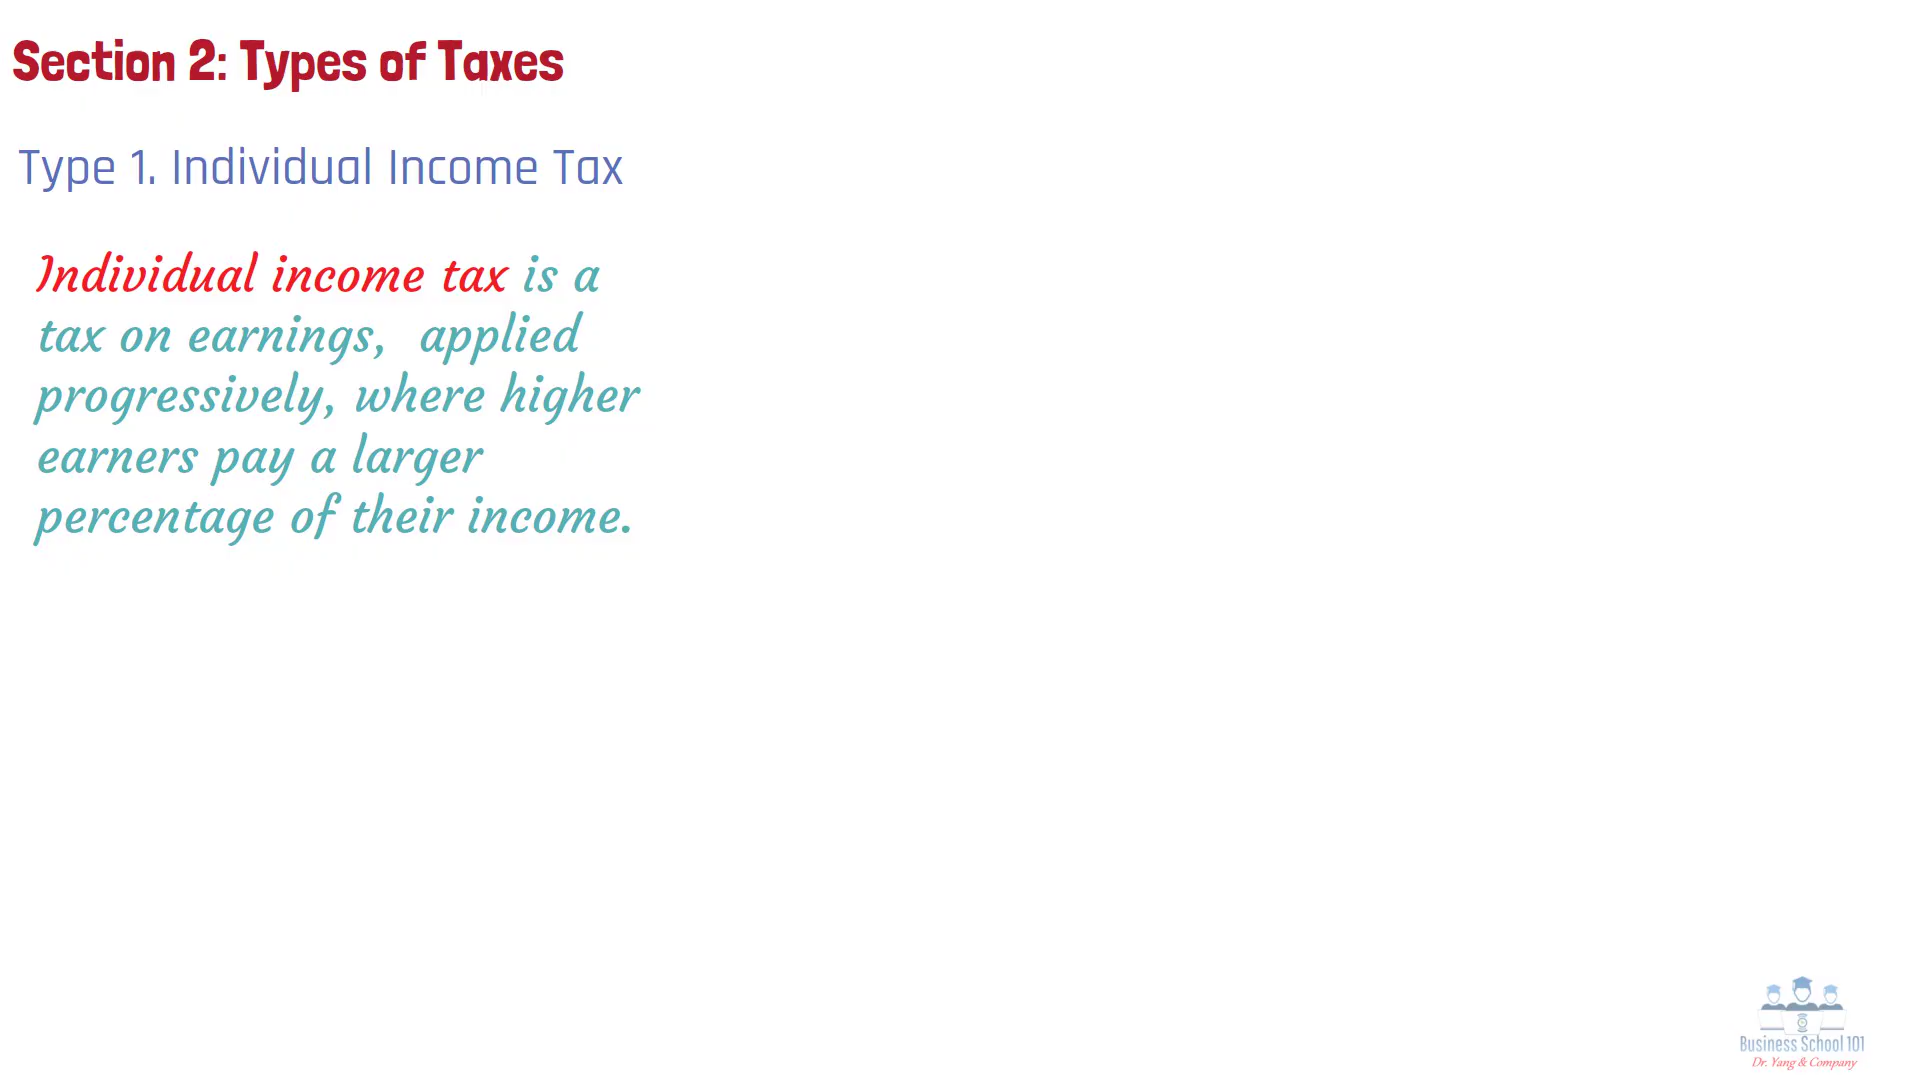 Section 2: Types of Taxes
Type 1. Individual Income Tax
Individual income tax is a
tax on earnings, applied
progressively, where higher
earners pay a larger
percentage of their income.
Business School 101
Dr. Yang & Company